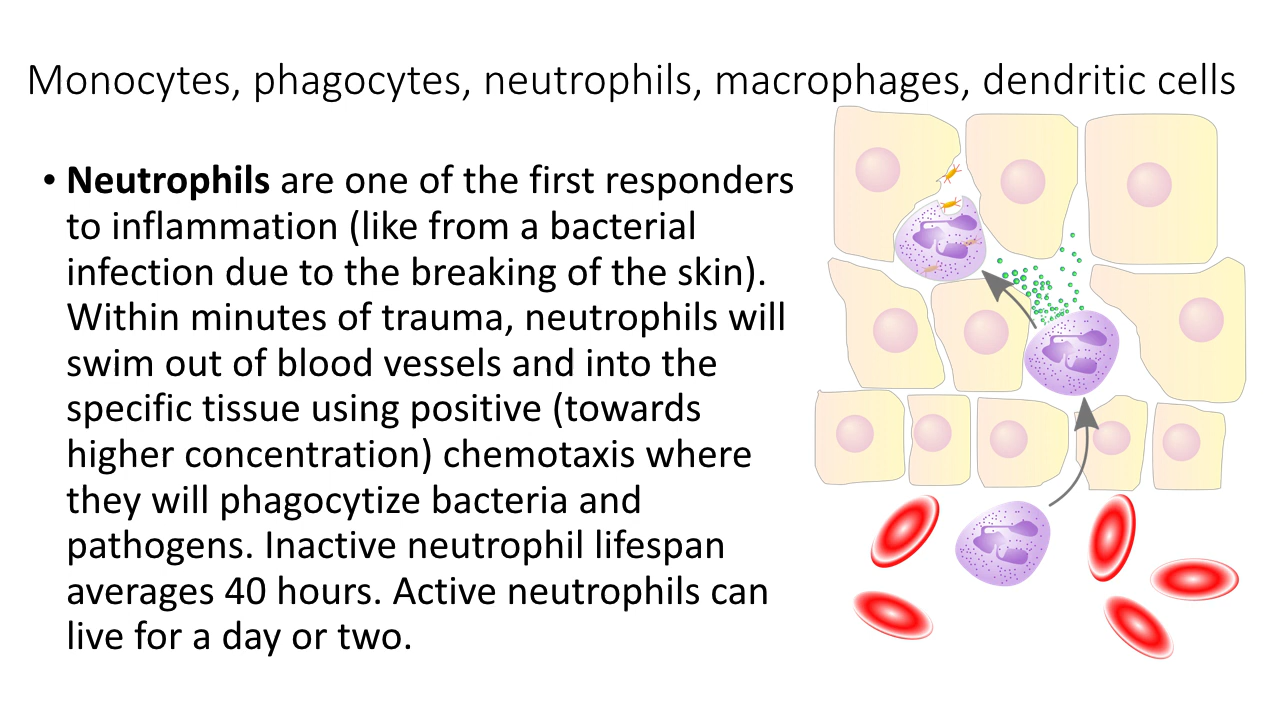 Monocytes, phagocytes, neutrophils, macrophages, dendritic cells
• Neutrophils are one of the first responders
to inflammation (like from a bacterial
infection due to the breaking of the skin).
Within minutes of trauma, neutrophils will
swim out of blood vessels and into the
specific tissue using positive (towards
higher concentration) chemotaxis where
they will phagocytize bacteria and
pathogens. Inactive neutrophil lifespan
averages 40 hours. Active neutrophils can
live for a day or two.